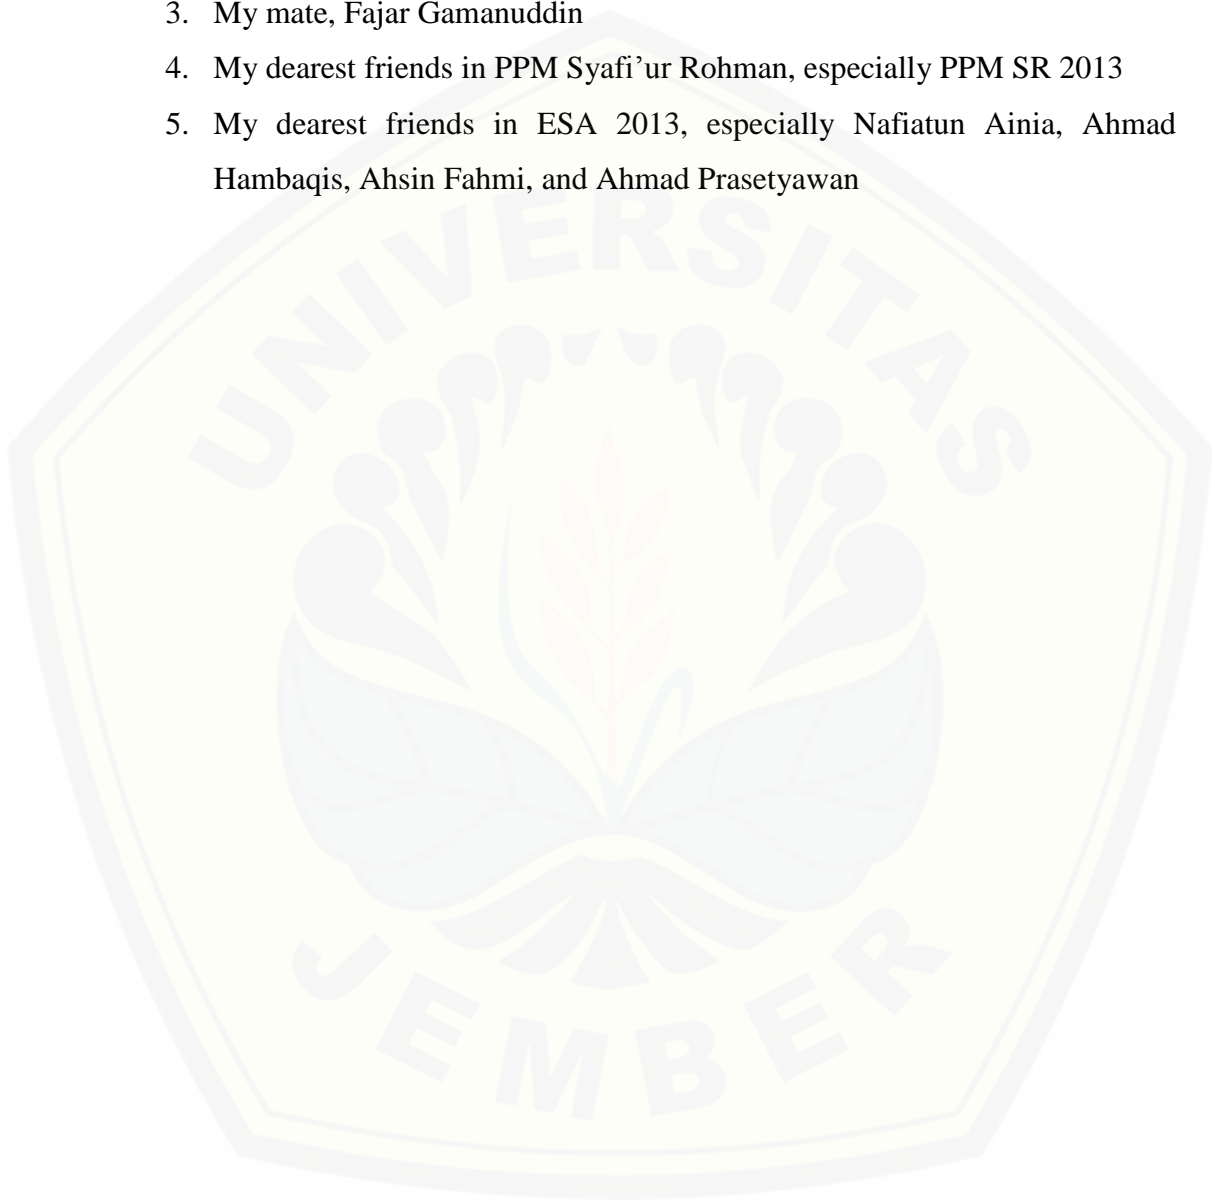 3. My mate, Fajar Gamanuddin
4. My dearest friends in PPM Syafi’ur Rohman, especially PPM SR 2013
5. My dearest friends in ESA 2013, especially Nafiatun Ainia, Ahmad
Hambaqis, Ahsin Fahmi, and Ahmad Prasetyawan
UNIVERSITAS
JEMBER